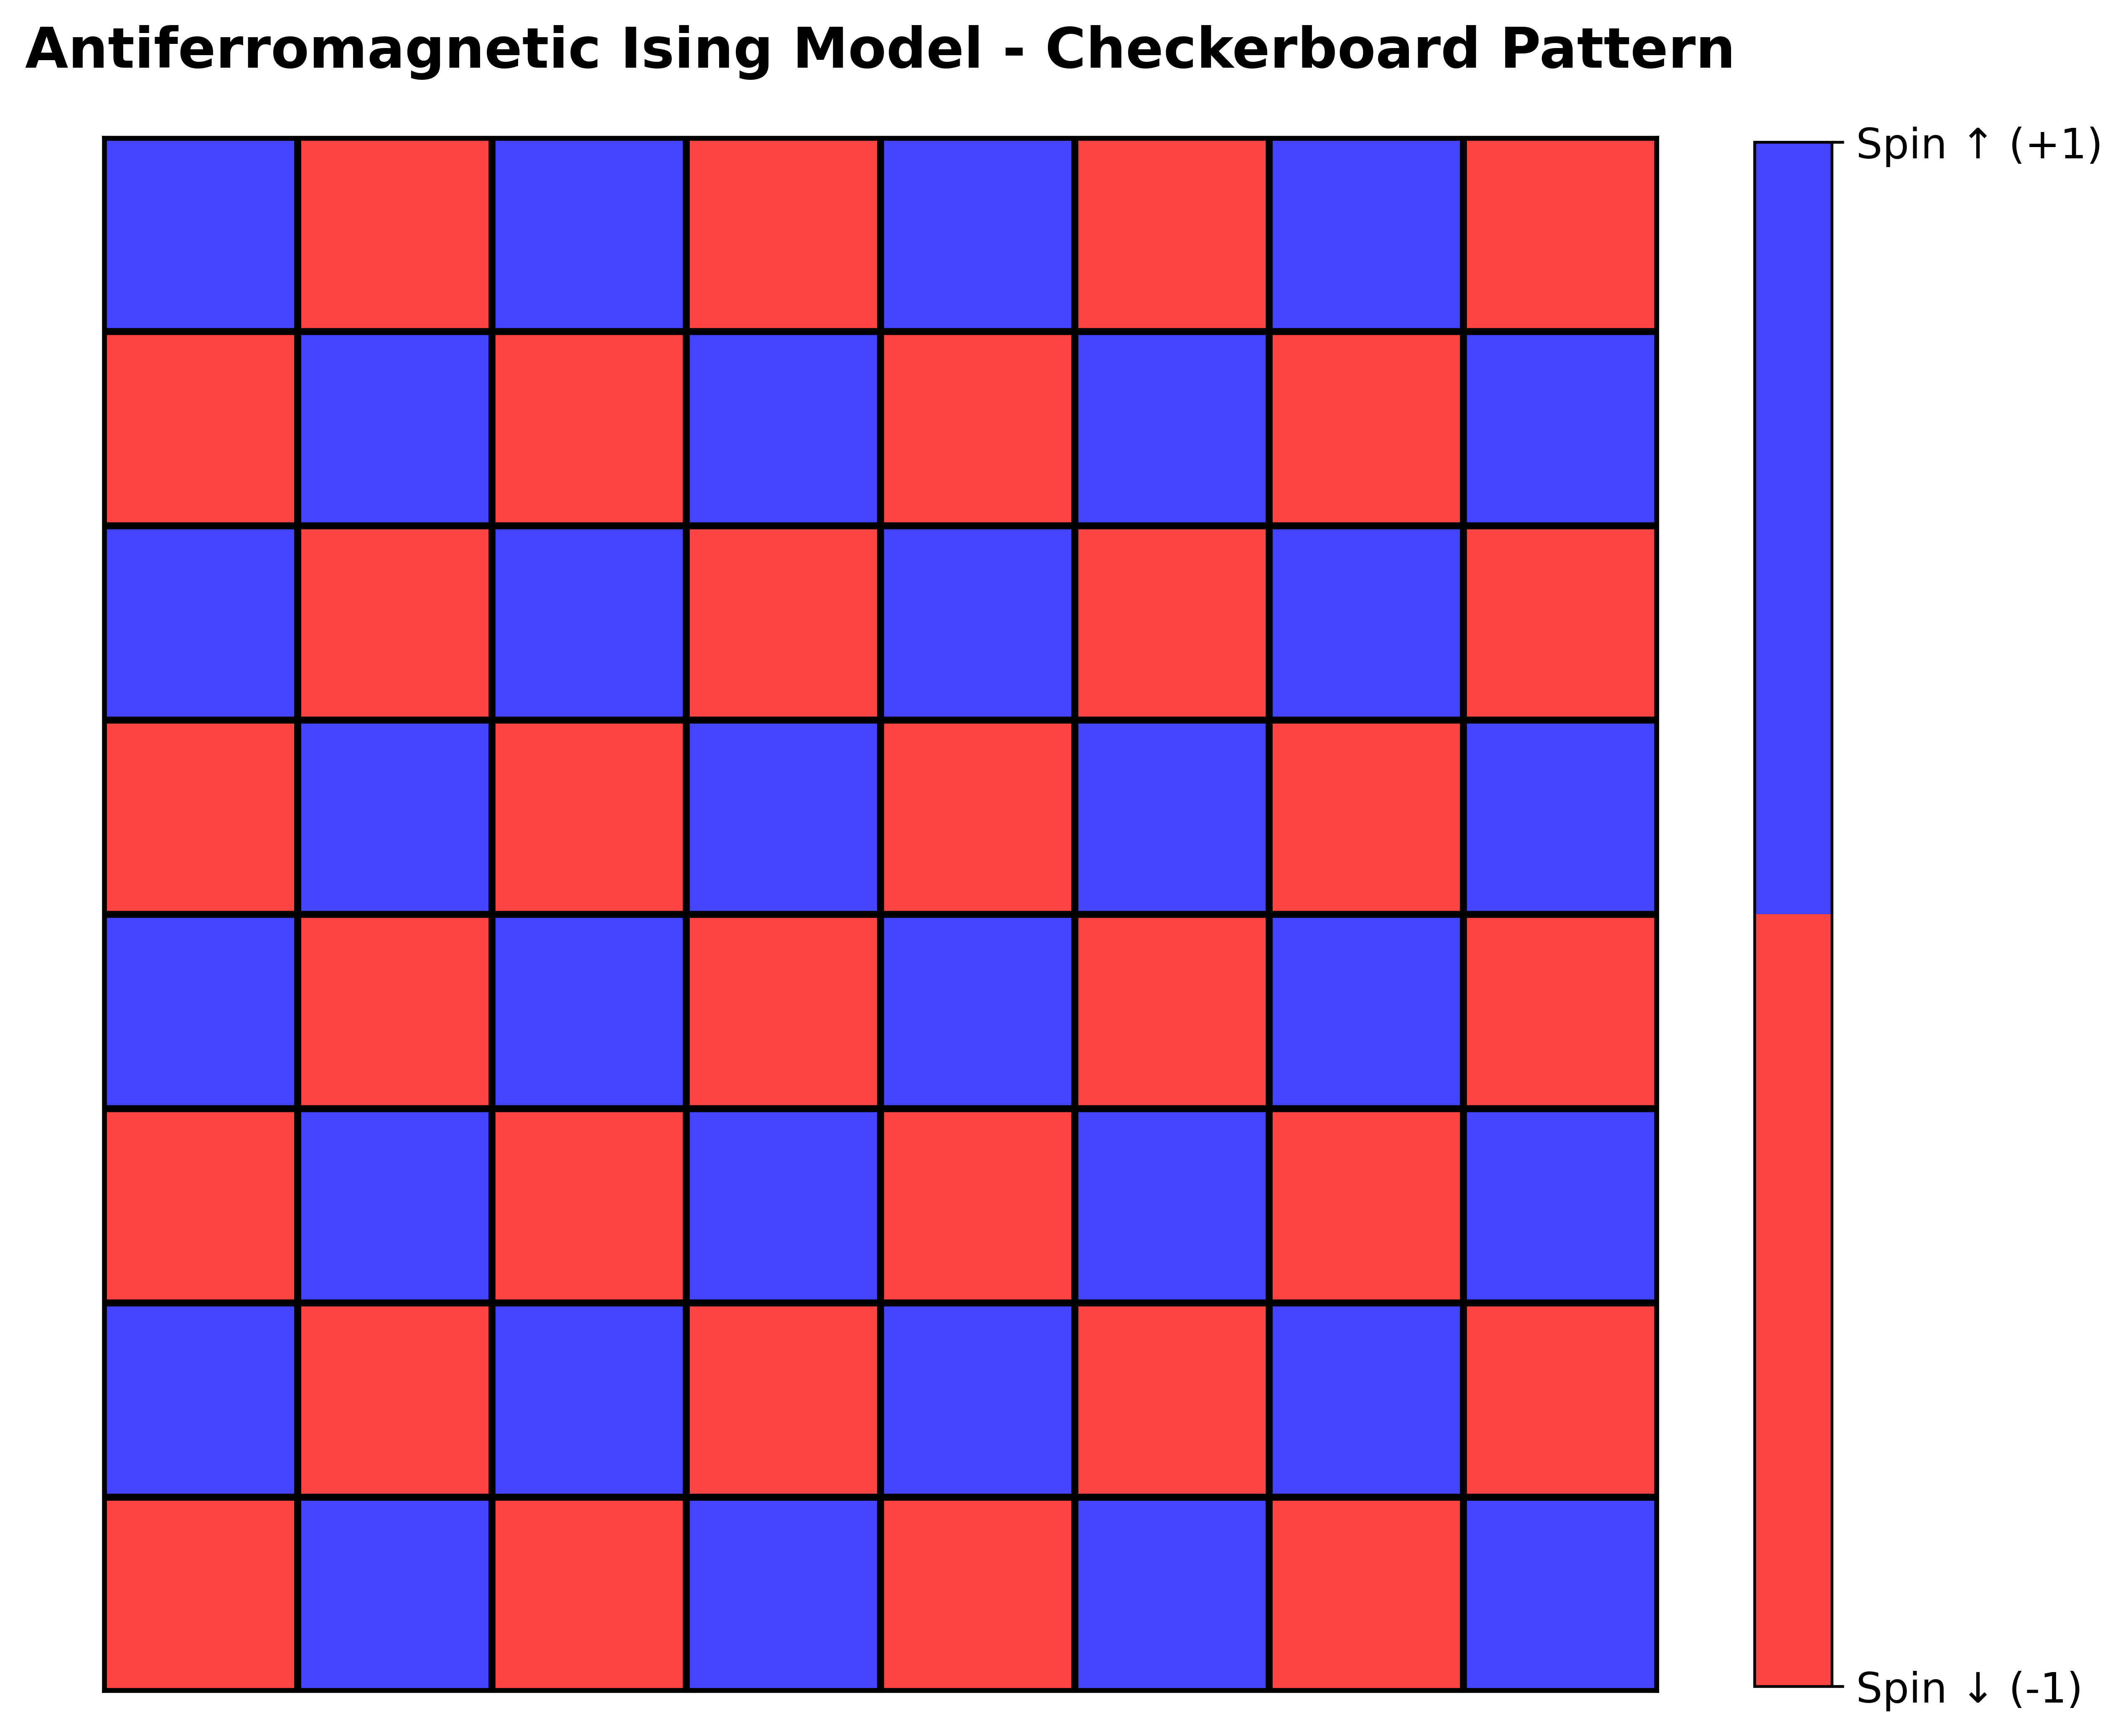 Antiferromagnetic Ising Model - Checkerboard Pattern
Spin ↑ (+1)
Spin ↓ (-1)